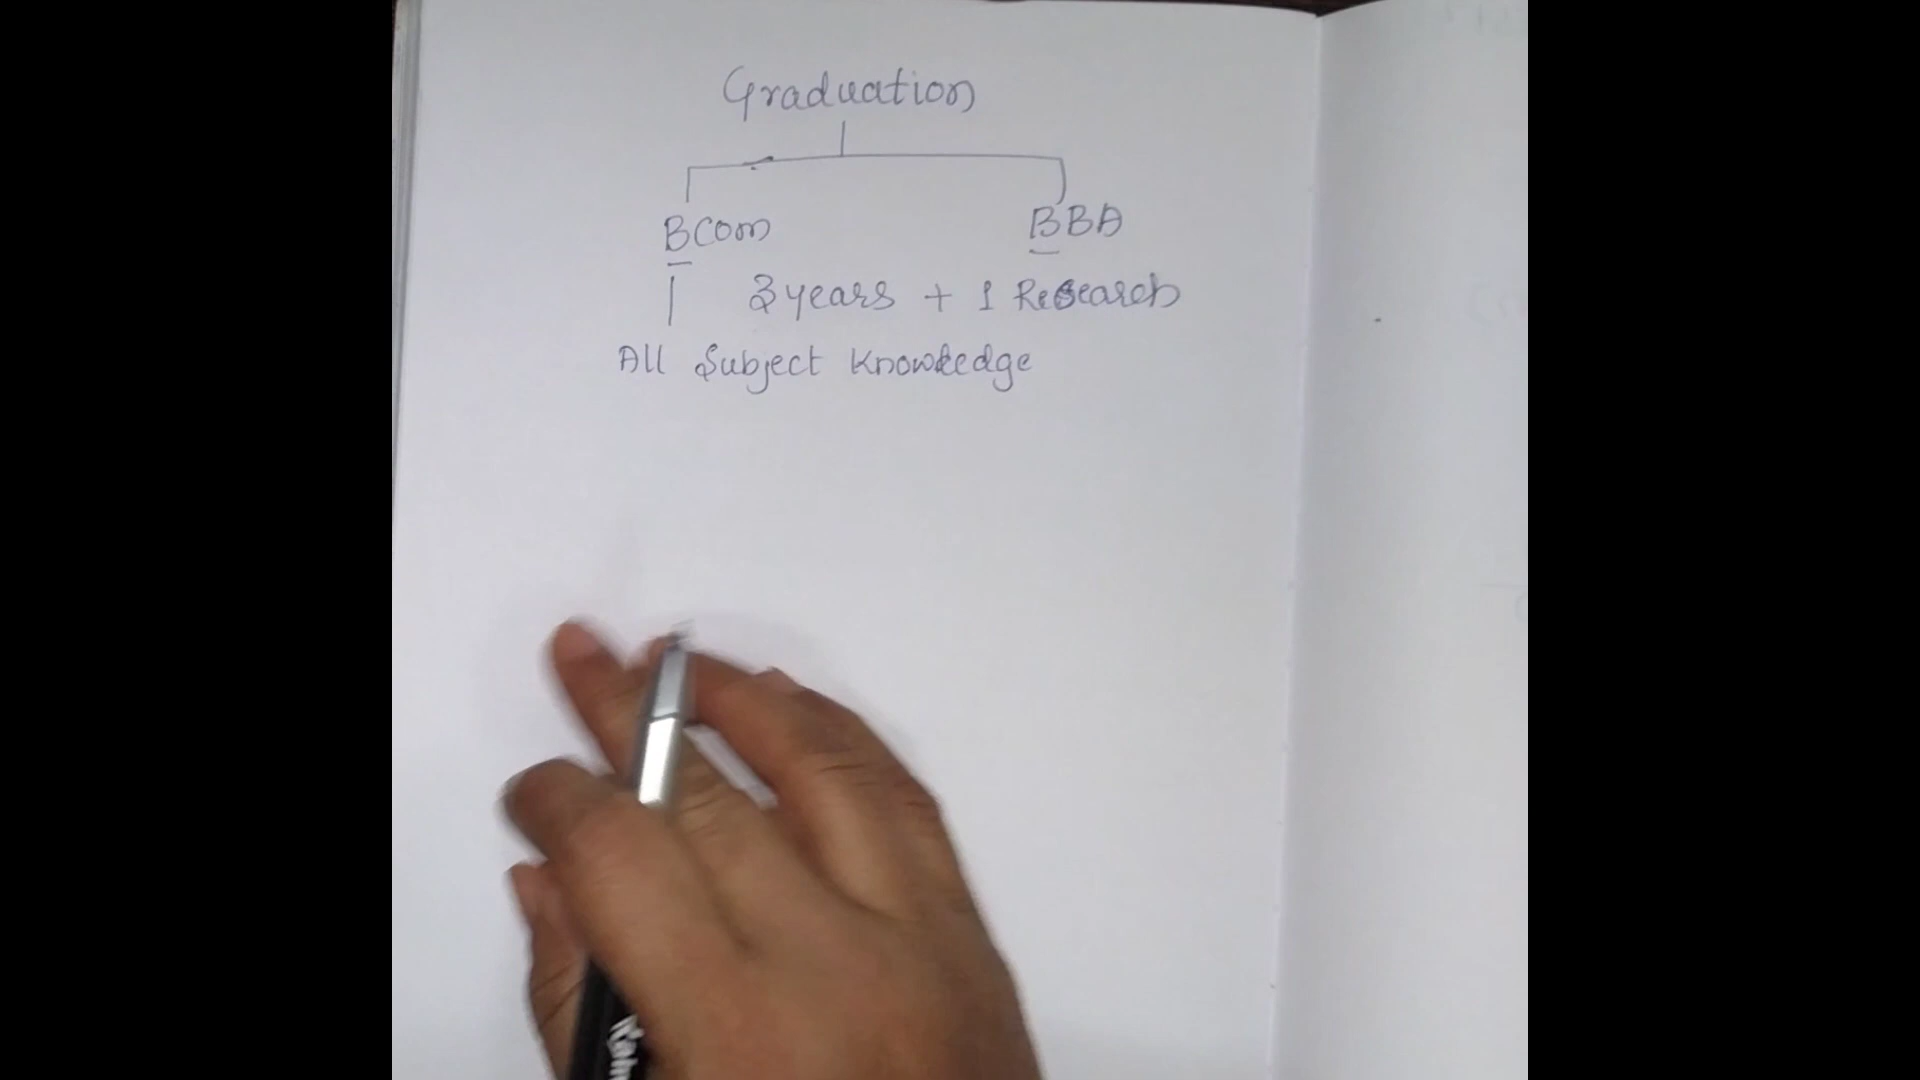 Graduation
BCom BBA
3 years + 1 Research
All Subject Knowledge